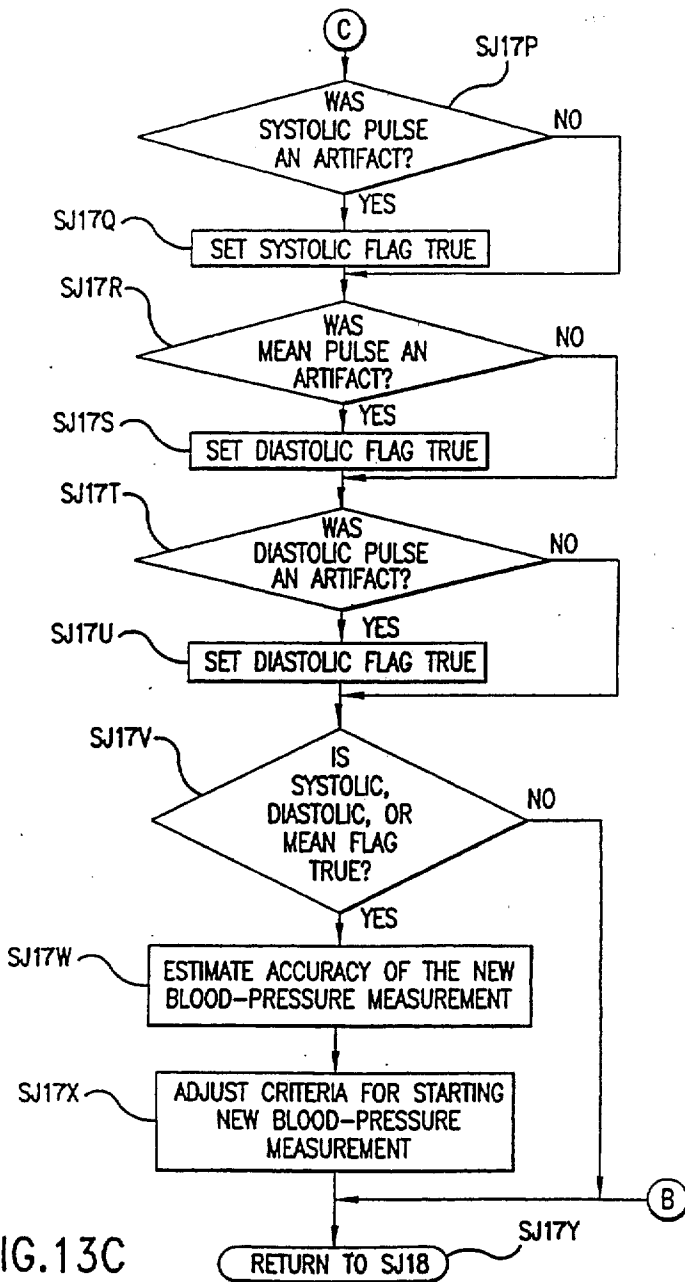 C
SJ17P
WAS
SYSTOLIC PULSE
AN ARTIFACT?
NO
YES
SJ17Q
SET SYSTOLIC FLAG TRUE
SJ17R
WAS
MEAN PULSE AN
ARTIFACT?
NO
YES
SJ17S
SET DIASTOLIC FLAG TRUE
SJ17T
WAS
DIASTOLIC PULSE
AN ARTIFACT?
NO
YES
SJ17U
SET DIASTOLIC FLAG TRUE
SJ17V
IS
SYSTOLIC,
DIASTOLIC, OR
MEAN FLAG
TRUE?
NO
YES
SJ17W
ESTIMATE ACCURACY OF THE NEW
BLOOD-PRESSURE MEASUREMENT
SJ17X
ADJUST CRITERIA FOR STARTING
NEW BLOOD-PRESSURE
MEASUREMENT
B
SJ17Y
RETURN TO SJ18
IG.13C